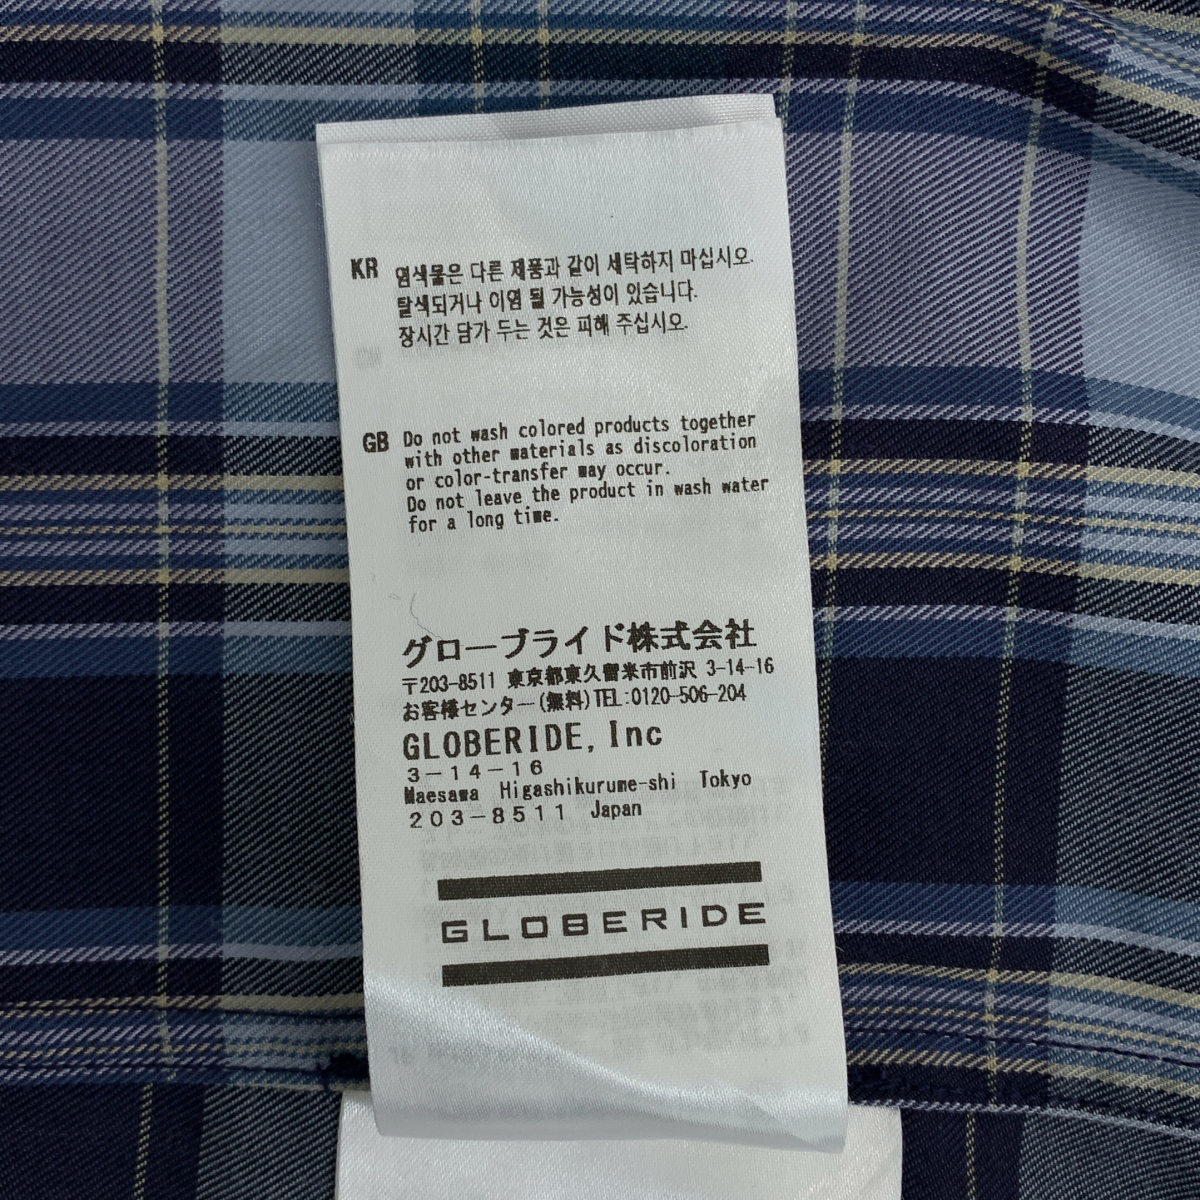 KR 염색물은 다른 제품과 같이 세탁하지 마십시오.
탈색되거나 이염 될 가능성이 있습니다.
장시간 담가 두는 것은 피해 주십시오.
GB Do not wash colored products together
with other materials as discoloration
or color-transfer may occur.
Do not leave the product in wash water
for a long time.
グローブライド株式会社
〒203-8511 東京都東久留米市前沢 3-14-16
お客様センター(無料)TEL:0120-506-204
GLOBERIDE, Inc
3-14-16
Maesawa Higashikurume-shi Tokyo
203-8511 Japan
GLOBERIDE